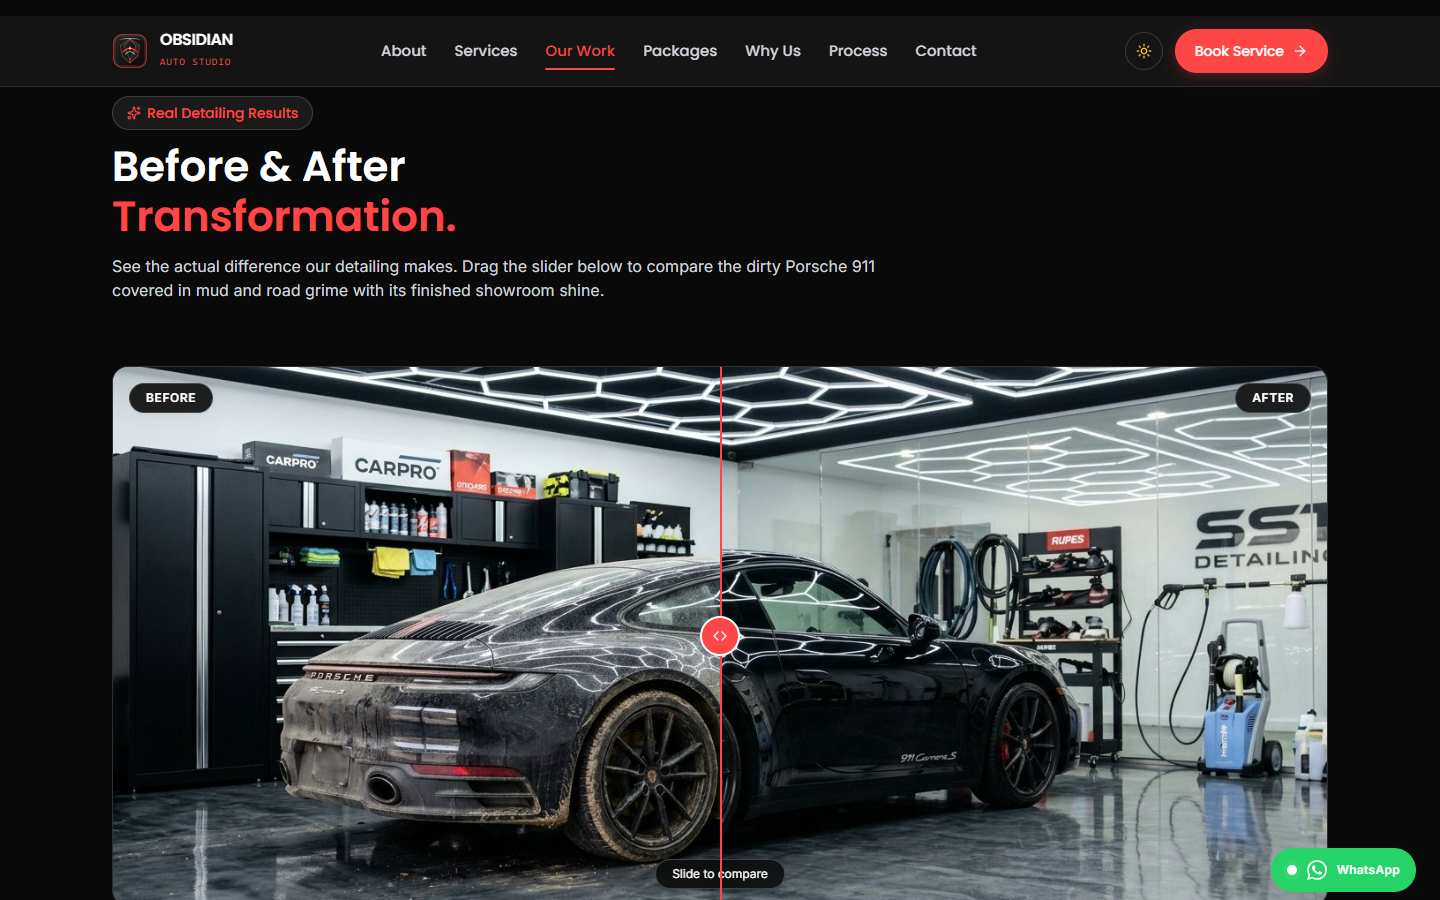 OBSIDIAN
AUTO STUDIO
About
Services
Our Work
Packages
Why Us
Process
Contact
Book Service
Real Detailing Results
Before & After
Transformation.
See the actual difference our detailing makes. Drag the slider below to compare the dirty Porsche 911
covered in mud and road grime with its finished showroom shine.
BEFORE
AFTER
CARPRO
CARPRO
RUPES
SST
DETAILING
PORSCHE
911 Carrera S
Slide to compare
WhatsApp